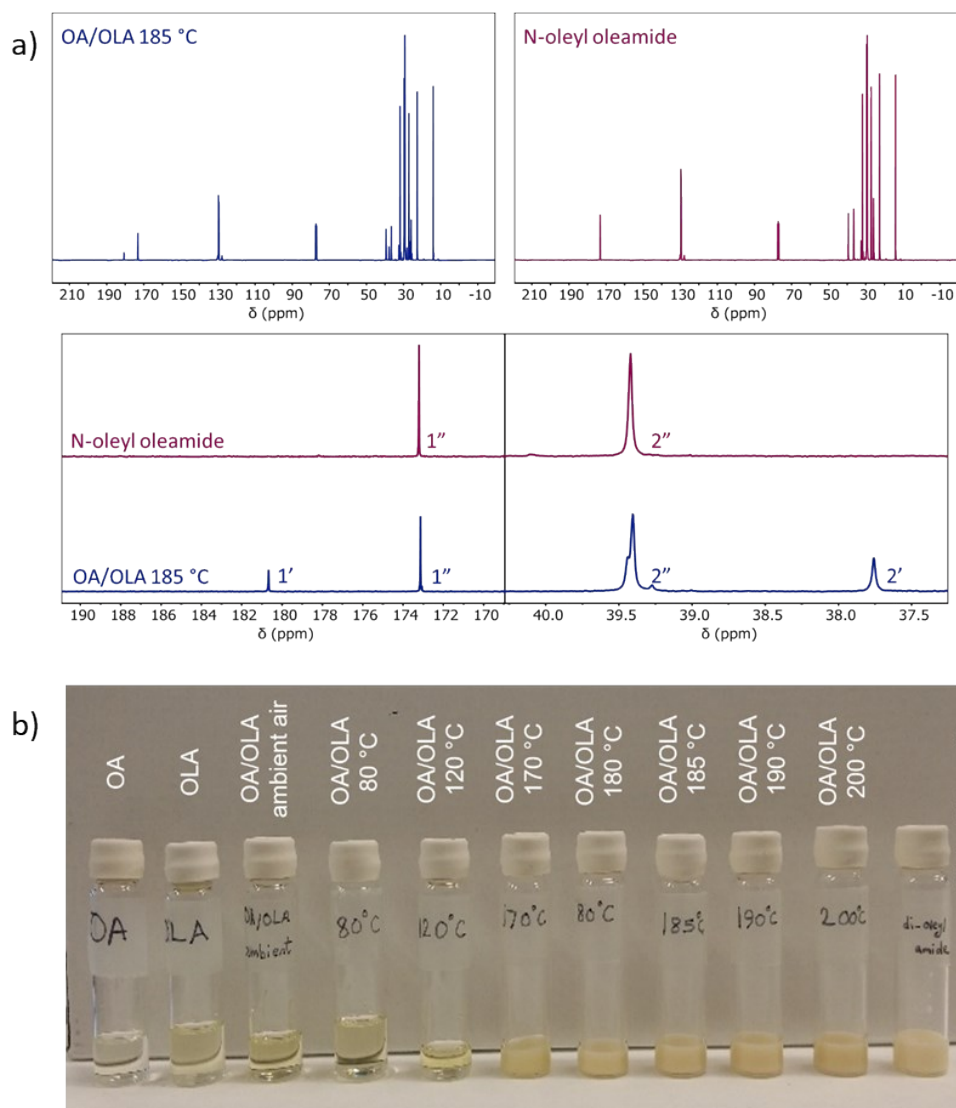 a)
OA/OLA 185 °C
210 190 170 150 130 110 90 70 50 30 10 -10
δ (ppm)
N-oleyl oleamide
210 190 170 150 130 110 90 70 50 30 10 -10
δ (ppm)
N-oleyl oleamide
1”
2”
OA/OLA 185 °C
1’
1”
2”
2’
190 188 186 184 182 180 178 176 174 172 170
40.0 39.5 39.0 38.5 38.0 37.5
δ (ppm)
δ (ppm)
b)
OA
OLA
OA/OLA
ambient air
OA/OLA
80 °C
OA/OLA
120 °C
OA/OLA
170 °C
OA/OLA
180 °C
OA/OLA
185 °C
OA/OLA
190 °C
OA/OLA
200 °C
OA
OLA
OA/OLA
ambient
80°C
120°C
170°C
80°C
185°C
190°C
200°C
di-oleyl
amide